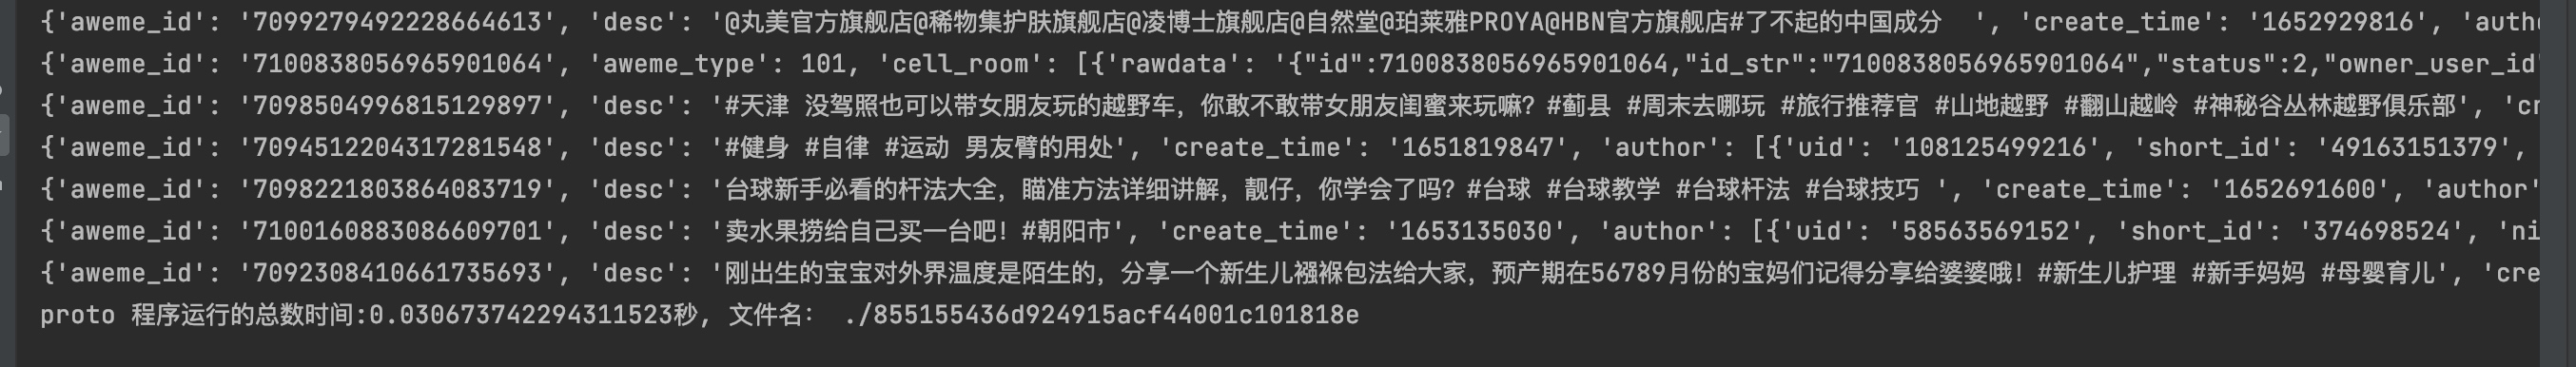 {'aweme_id': '7099279492228664613', 'desc': '@丸美官方旗舰店@稀物集护肤旗舰店@凌博士旗舰店@自然堂@珀莱雅PROYA@HBN官方旗舰店#了不起的中国成分  ', 'create_time': '1652929816', 'auth
{'aweme_id': '7100838056965901064', 'aweme_type': 101, 'cell_room': [{'rawdata': '{"id":7100838056965901064,"id_str":"7100838056965901064","status":2,"owner_user_id"
{'aweme_id': '7098504996815129897', 'desc': '#天津 没驾照也可以带女朋友玩的越野车，你敢不敢带女朋友闺蜜来玩嘛？#蓟县 #周末去哪玩 #旅行推荐官 #山地越野 #翻山越岭 #神秘谷丛林越野俱乐部', 'cr
{'aweme_id': '7094512204317281548', 'desc': '#健身 #自律 #运动 男友臂的用处', 'create_time': '1651819847', 'author': [{'uid': '108125499216', 'short_id': '49163151379',
{'aweme_id': '7098221803864083719', 'desc': '台球新手必看的杆法大全，瞄准方法详细讲解，靓仔，你学会了吗？#台球 #台球教学 #台球杆法 #台球技巧 ', 'create_time': '1652691600', 'author'
{'aweme_id': '7100160883086609701', 'desc': '卖水果捞给自己买一台吧！#朝阳市', 'create_time': '1653135030', 'author': [{'uid': '58563569152', 'short_id': '374698524', 'ni
{'aweme_id': '7092308410661735693', 'desc': '刚出生的宝宝对外界温度是陌生的，分享一个新生儿襁褓包法给大家，预产期在56789月份的宝妈们记得分享给婆婆哦！#新生儿护理 #新手妈妈 #母婴育儿', 'cre
proto 程序运行的总数时间:0.030673742294311523秒, 文件名： ./855155436d924915acf44001c101818e